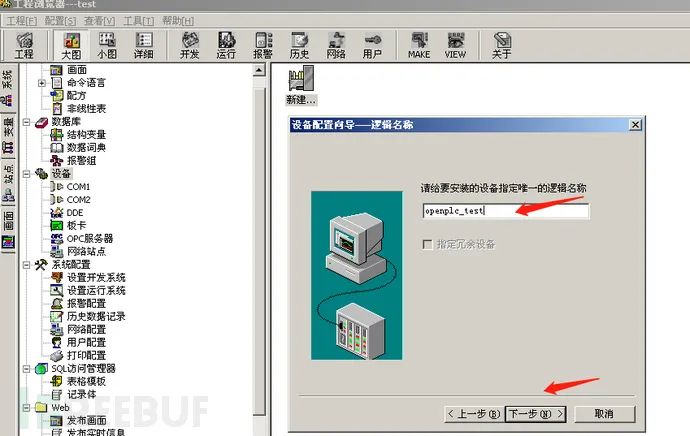 工程浏览器---test
工程[F] 配置[S] 查看[V] 工具[T] 帮助[H]
工程 大图 小图 详细 开发 运行 报警 历史 网络 用户 MAKE VIEW 关于
系统
变量
站点
画面
画面
命令语言
配方
非线性表
数据库
结构变量
数据词典
报警组
设备
COM1
COM2
DDE
板卡
OPC服务器
网络站点
系统配置
设置开发系统
设置运行系统
报警配置
历史数据记录
网络配置
用户配置
打印配置
SQL访问管理器
表格模板
记录体
Web
发布画面
发布实时信息
新建...
设备配置向导---逻辑名称
请给要安装的设备指定唯一的逻辑名称
openplc_test
指定冗余设备
< 上一步(B) 下一步(N) > 取消